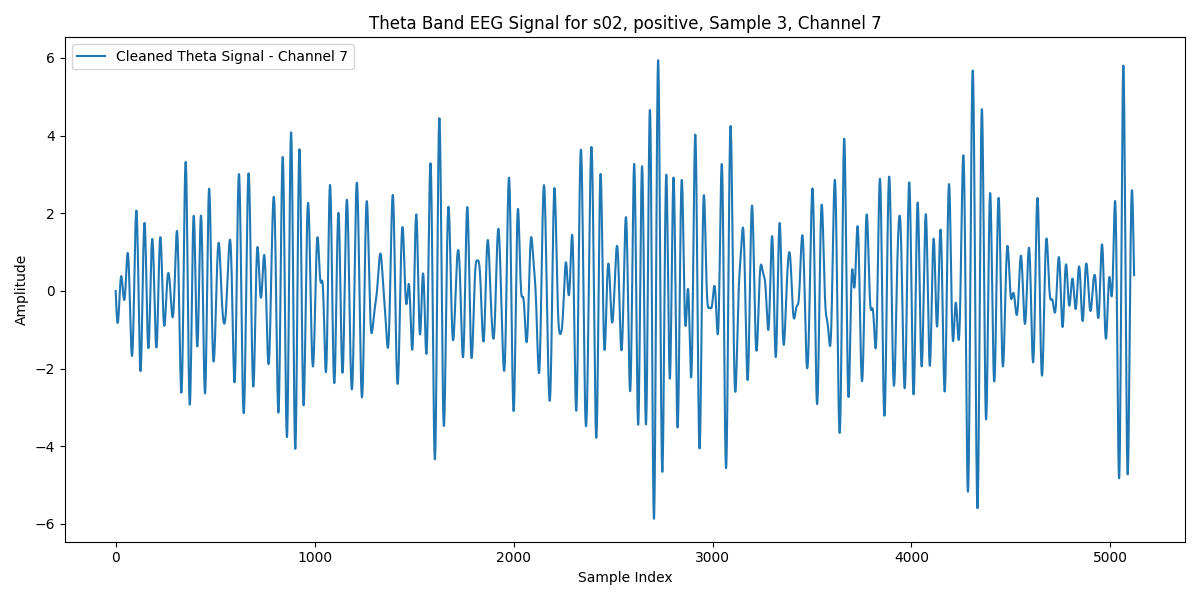 Theta Band EEG Signal for s02, positive, Sample 3, Channel 7
Cleaned Theta Signal - Channel 7
6
4
2
0
−2
−4
−6
Amplitude
0 1000 2000 3000 4000 5000
Sample Index